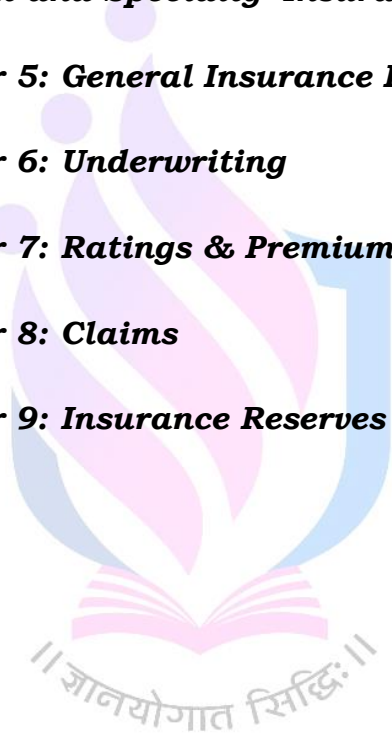 and Specialty Insura
5: General Insurance
6: Underwriting
7: Ratings & Premium
8: Claims
9: Insurance Reserves
॥ ज्ञानयोगात सिद्धिः ॥